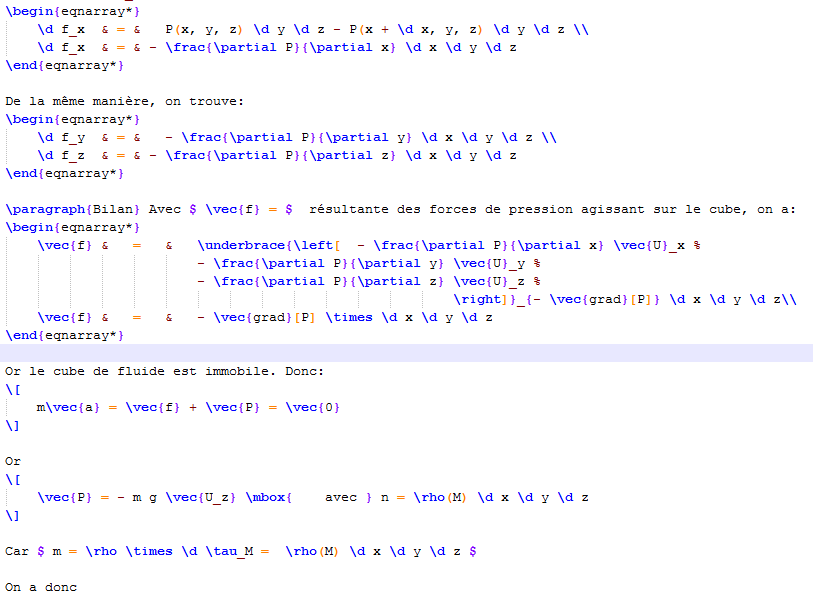 \begin{eqnarray*}
\d f_x & = & P(x, y, z) \d y \d z - P(x + \d x, y, z) \d y \d z \\
\d f_x & = & - \frac{\partial P}{\partial x} \d x \d y \d z
\end{eqnarray*}
De la même manière, on trouve:
\begin{eqnarray*}
\d f_y & = & - \frac{\partial P}{\partial y} \d x \d y \d z \\
\d f_z & = & - \frac{\partial P}{\partial z} \d x \d y \d z
\end{eqnarray*}
\paragraph{Bilan} Avec $ \vec{f} = $ résultante des forces de pression agissant sur le cube, on a:
\begin{eqnarray*}
\vec{f} & = & \underbrace{\left[ - \frac{\partial P}{\partial x} \vec{U}_x %
- \frac{\partial P}{\partial y} \vec{U}_y %
- \frac{\partial P}{\partial z} \vec{U}_z %
\right]}_{- \vec{grad}[P]} \d x \d y \d z\\
\vec{f} & = & - \vec{grad}[P] \times \d x \d y \d z
\end{eqnarray*}
Or le cube de fluide est immobile. Donc:
\[
m\vec{a} = \vec{f} + \vec{P} = \vec{0}
\]
Or
\[
\vec{P} = - m g \vec{U_z} \mbox{ avec } n = \rho(M) \d x \d y \d z
\]
Car $ m = \rho \times \d \tau_M = \rho(M) \d x \d y \d z $
On a donc